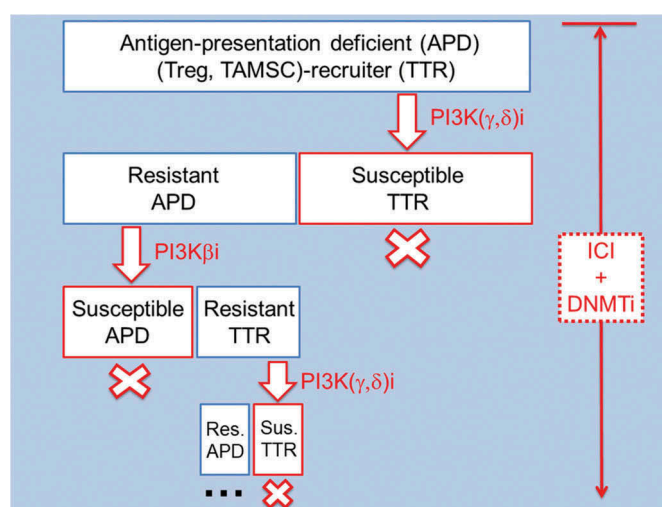 Antigen-presentation deficient (APD)
(Treg, TAMSC)-recruiter (TTR)
PI3K(γ,δ)i
Resistant
APD
Susceptible
TTR
PI3Kβi
ICI
+
DNMTi
Susceptible
APD
Resistant
TTR
PI3K(γ,δ)i
Res.
APD
Sus.
TTR
...